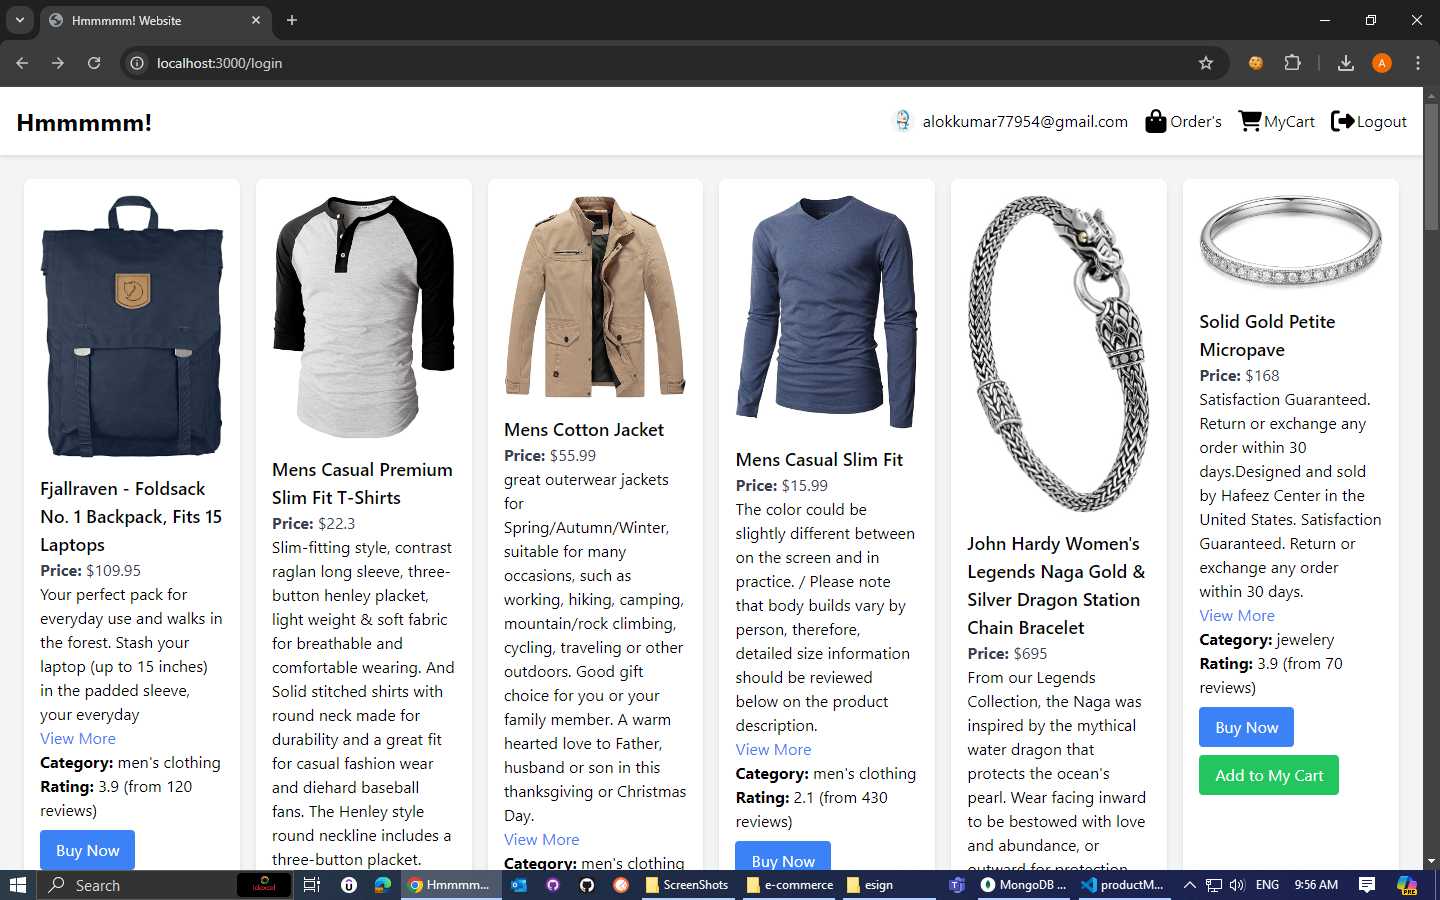 Hmmmmm! Website
localhost:3000/login
A
Hmmmmm!
alokkumar77954@gmail.com
Order's
MyCart
Logout
Fjallraven - Foldsack
No. 1 Backpack, Fits 15
Laptops
Price: $109.95
Your perfect pack for
everyday use and walks in
the forest. Stash your
laptop (up to 15 inches)
in the padded sleeve,
your everyday
View More
Category: men's clothing
Rating: 3.9 (from 120
reviews)
Buy Now
Mens Casual Premium
Slim Fit T-Shirts
Price: $22.3
Slim-fitting style, contrast
raglan long sleeve, three-
button henley placket,
light weight & soft fabric
for breathable and
comfortable wearing. And
Solid stitched shirts with
round neck made for
durability and a great fit
for casual fashion wear
and diehard baseball
fans. The Henley style
round neckline includes a
three-button placket.
Mens Cotton Jacket
Price: $55.99
great outerwear jackets
for
Spring/Autumn/Winter,
suitable for many
occasions, such as
working, hiking, camping,
mountain/rock climbing,
cycling, traveling or other
outdoors. Good gift
choice for you or your
family member. A warm
hearted love to Father,
husband or son in this
thanksgiving or Christmas
Day.
View More
Category: men's clothing
Mens Casual Slim Fit
Price: $15.99
The color could be
slightly different between
on the screen and in
practice. / Please note
that body builds vary by
person, therefore,
detailed size information
should be reviewed
below on the product
description.
View More
Category: men's clothing
Rating: 2.1 (from 430
reviews)
Buy Now
John Hardy Women's
Legends Naga Gold &
Silver Dragon Station
Chain Bracelet
Price: $695
From our Legends
Collection, the Naga was
inspired by the mythical
water dragon that
protects the ocean's
pearl. Wear facing inward
to be bestowed with love
and abundance, or
outward for protection
Solid Gold Petite
Micropave
Price: $168
Satisfaction Guaranteed.
Return or exchange any
order within 30
days.Designed and sold
by Hafeez Center in the
United States. Satisfaction
Guaranteed. Return or
exchange any order
within 30 days.
View More
Category: jewelery
Rating: 3.9 (from 70
reviews)
Buy Now
Add to My Cart
Search
Hmmmm...
ScreenShots
e-commerce
esign
MongoDB ...
productM...
ENG
9:56 AM
PRE